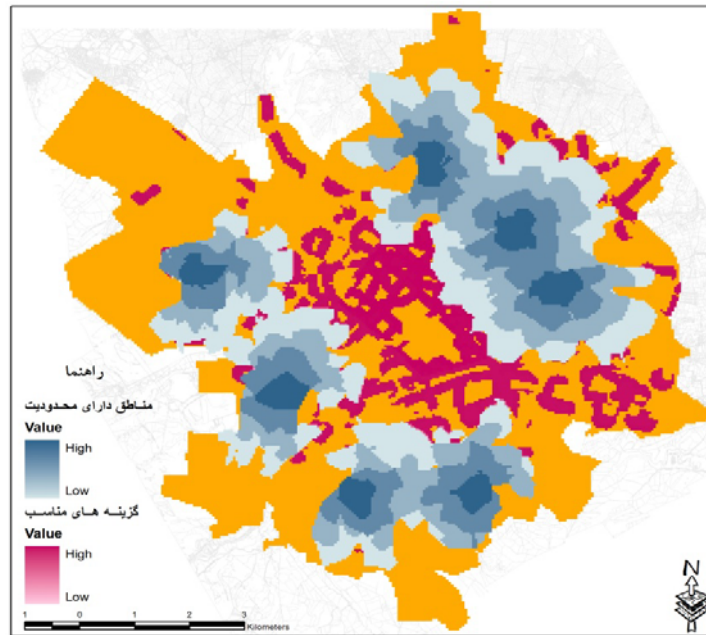 راهنما
مناطق دارای محدودیت
Value
High
Low
گزینه های مناسب
Value
High
Low
N
1 0 1 2 3
Kilometers